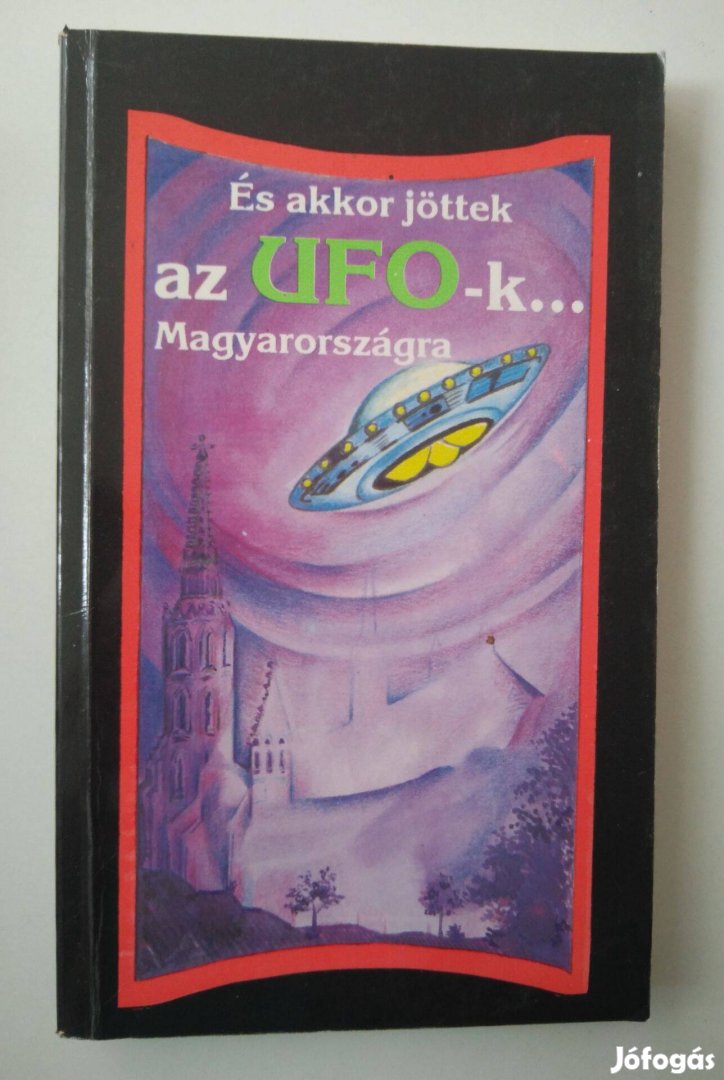 És akkor jöttek
az UFO-k...
Magyarországra
Jófogás